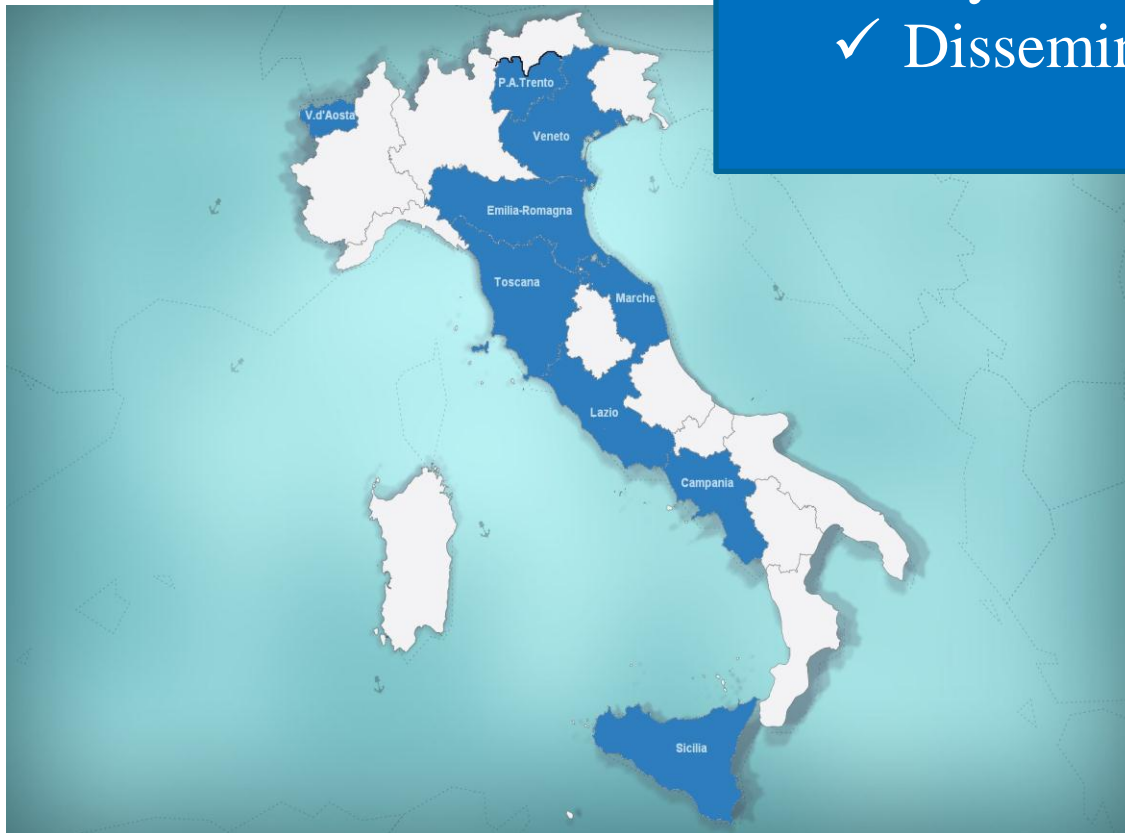 ✓ Dissemin
P.A.Trento
V.d'Aosta
Veneto
Emilia-Romagna
Toscana
Marche
Lazio
Campania
Sicilia